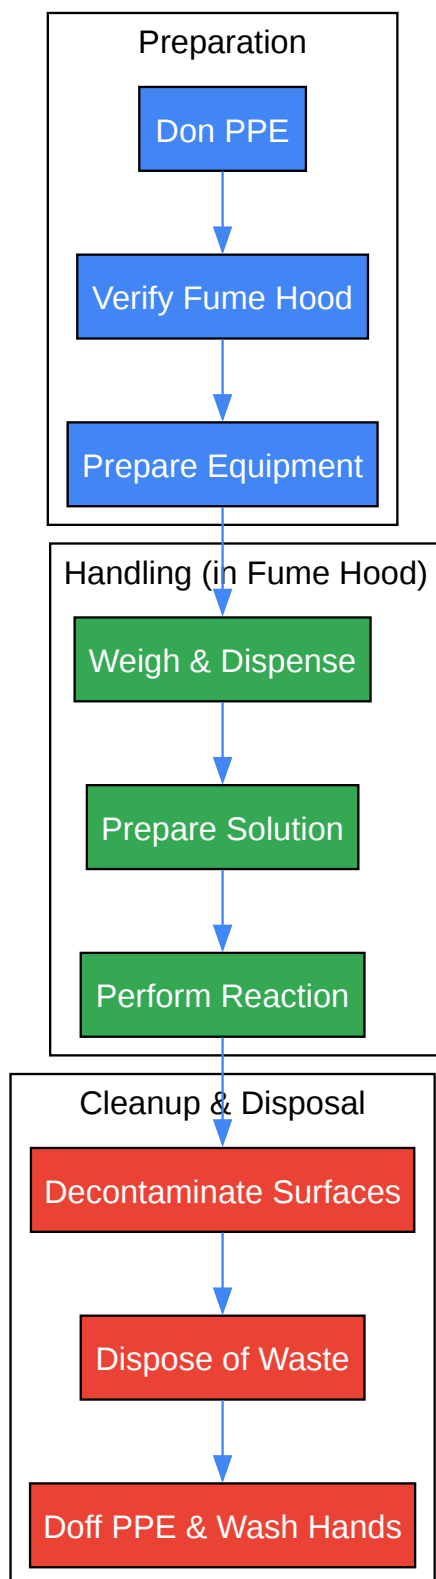 Preparation
Don PPE
Verify Fume Hood
Prepare Equipment
Handling (in Fume Hood)
Weigh & Dispense
Prepare Solution
Perform Reaction
Cleanup & Disposal
Decontaminate Surfaces
Dispose of Waste
Doff PPE & Wash Hands